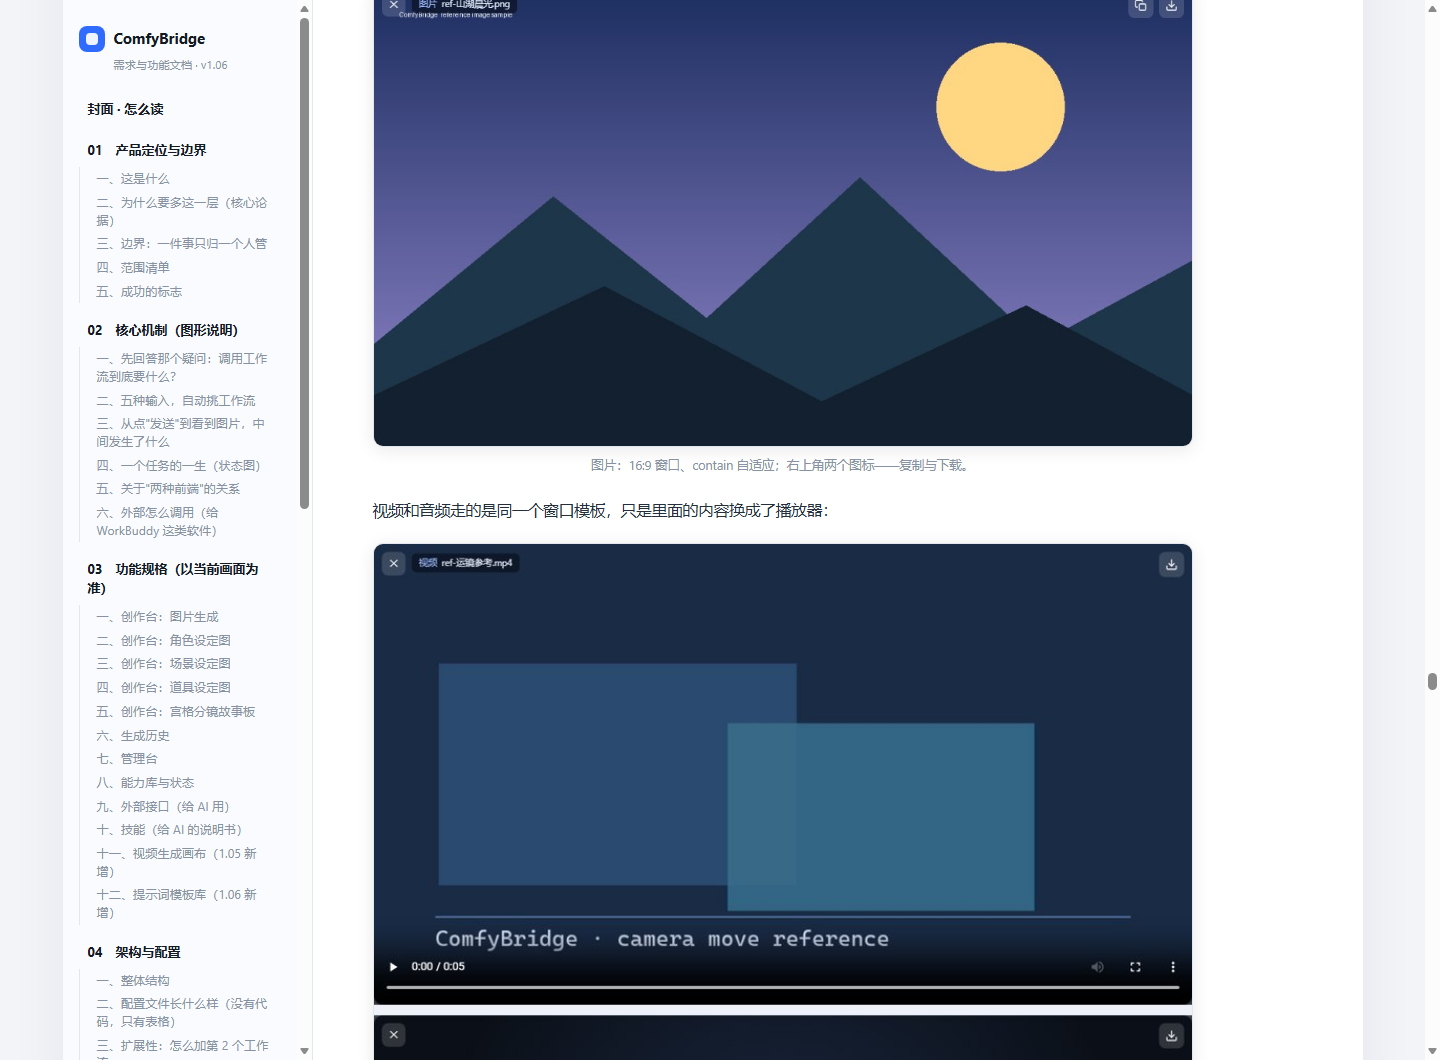 ComfyBridge
需求与功能文档 · v1.06
封面 · 怎么读
01 产品定位与边界
一、这是什么
二、为什么要多这一层（核心论
据）
三、边界：一件事只归一个人管
四、范围清单
五、成功的标志
02 核心机制（图形说明）
一、先回答那个疑问：调用工作
流到底要什么？
二、五种输入，自动挑工作流
三、从点"发送"到看到图片，中
间发生了什么
四、一个任务的一生（状态图）
五、关于"两种前端"的关系
六、外部怎么调用（给
WorkBuddy 这类软件）
03 功能规格（以当前画面为
准）
一、创作台：图片生成
二、创作台：角色设定图
三、创作台：场景设定图
四、创作台：道具设定图
五、创作台：宫格分镜故事板
六、生成历史
七、管理台
八、能力库与状态
九、外部接口（给 AI 用）
十、技能（给 AI 的说明书）
十一、视频生成画布（1.05 新
增）
十二、提示词模板库（1.06 新
增）
04 架构与配置
一、整体结构
二、配置文件长什么样（没有代
码，只有表格）
三、扩展性：怎么加第 2 个工作
图片 ref-山湖晨光.png
ComfyBridge reference image sample
图片：16:9 窗口、contain 自适应；右上角两个图标——复制与下载。
视频和音频走的是同一个窗口模板，只是里面的内容换成了播放器：
视频 ref-运镜参考.mp4
ComfyBridge · camera move reference
0:00 / 0:05